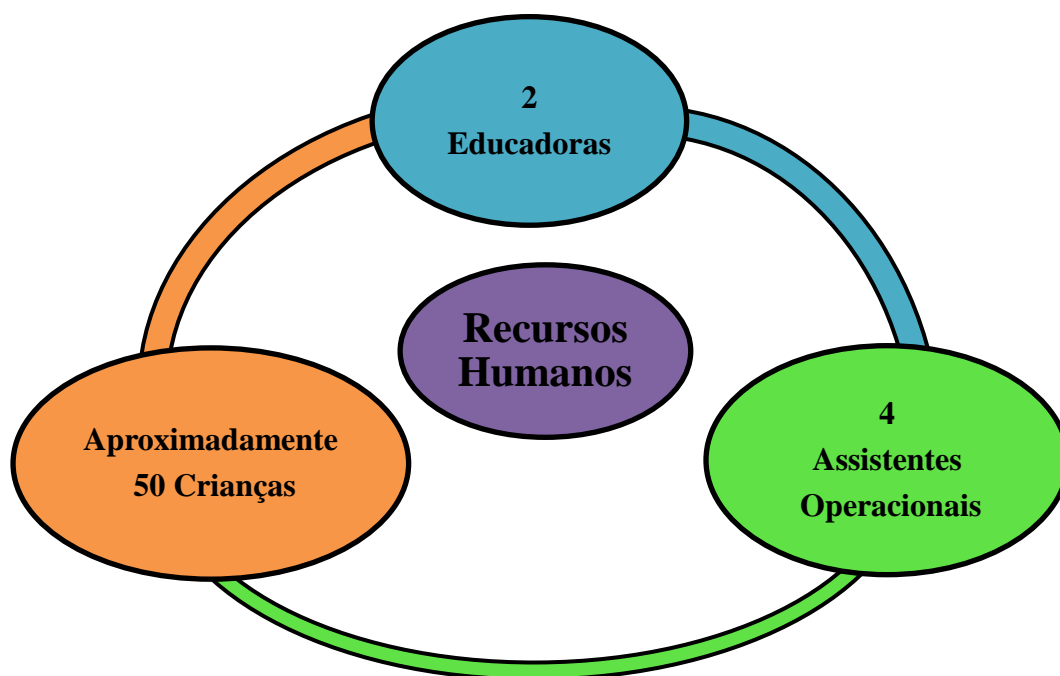 2
Educadoras
Recursos
Humanos
Aproximadamente
50 Crianças
4
Assistentes
Operacionais